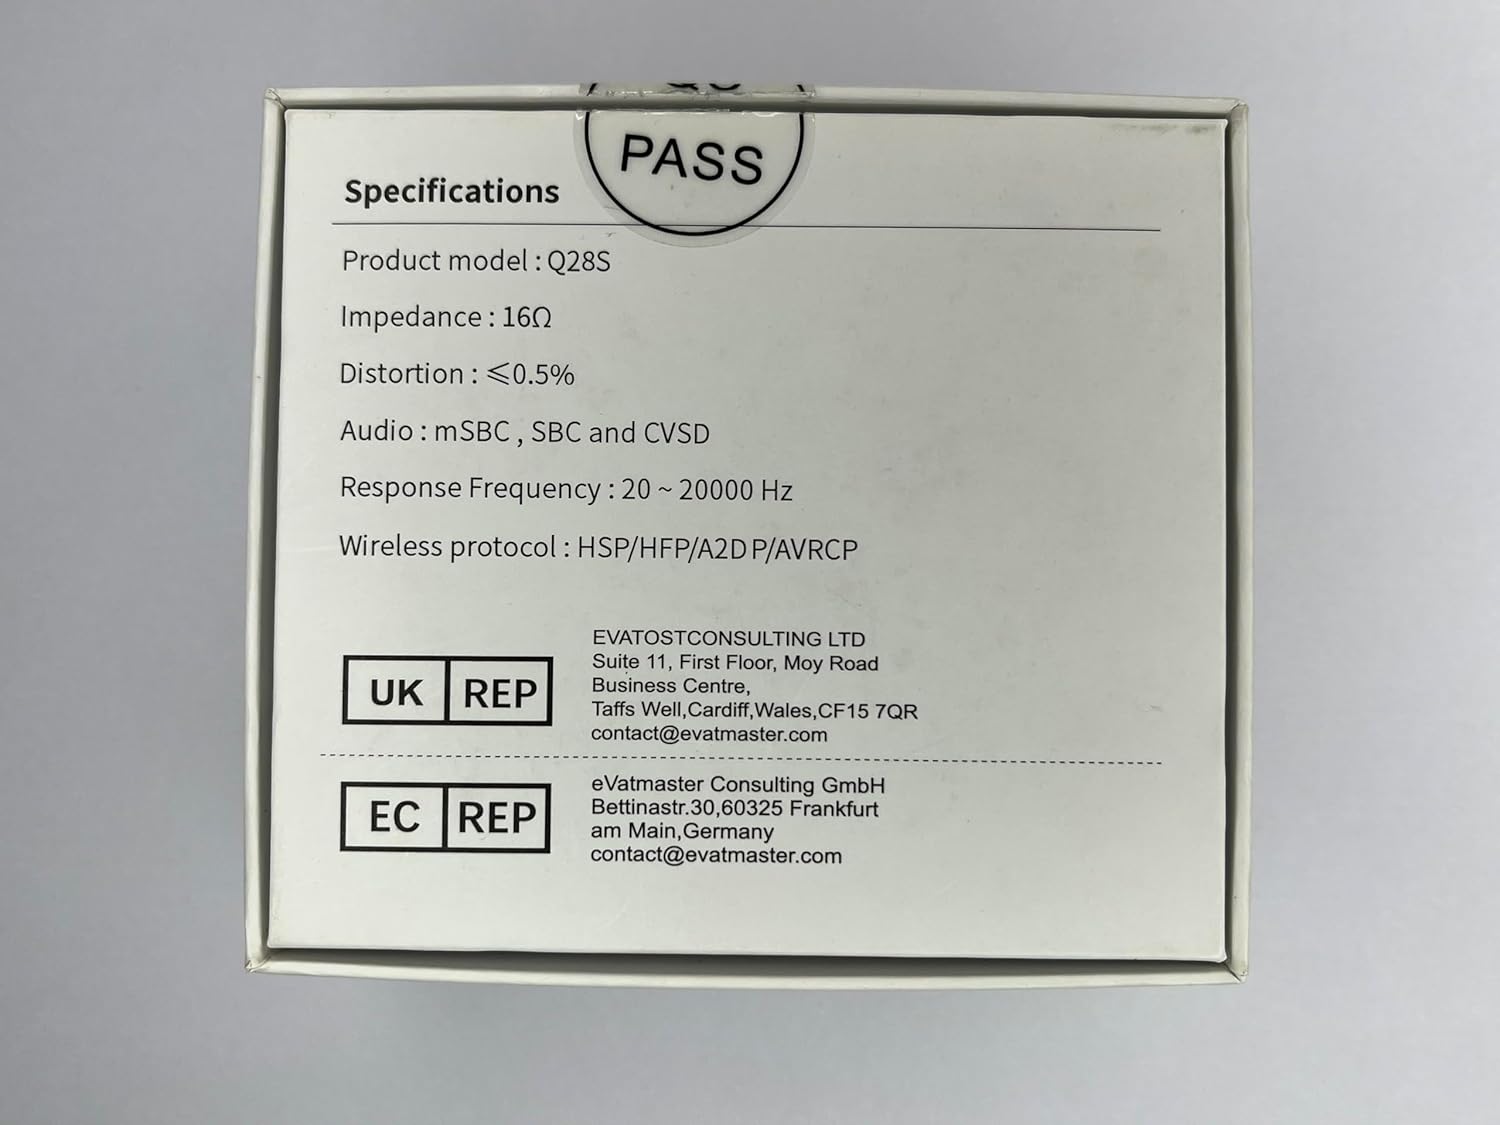 QC
PASS
Specifications
Product model : Q28S
Impedance : 16Ω
Distortion : ⩽0.5%
Audio : mSBC , SBC and CVSD
Response Frequency : 20 ~ 20000 Hz
Wireless protocol : HSP/HFP/A2DP/AVRCP
UK REP
EVATOSTCONSULTING LTD
Suite 11, First Floor, Moy Road
Business Centre,
Taffs Well,Cardiff,Wales,CF15 7QR
contact@evatmaster.com
EC REP
eVatmaster Consulting GmbH
Bettinastr.30,60325 Frankfurt
am Main,Germany
contact@evatmaster.com